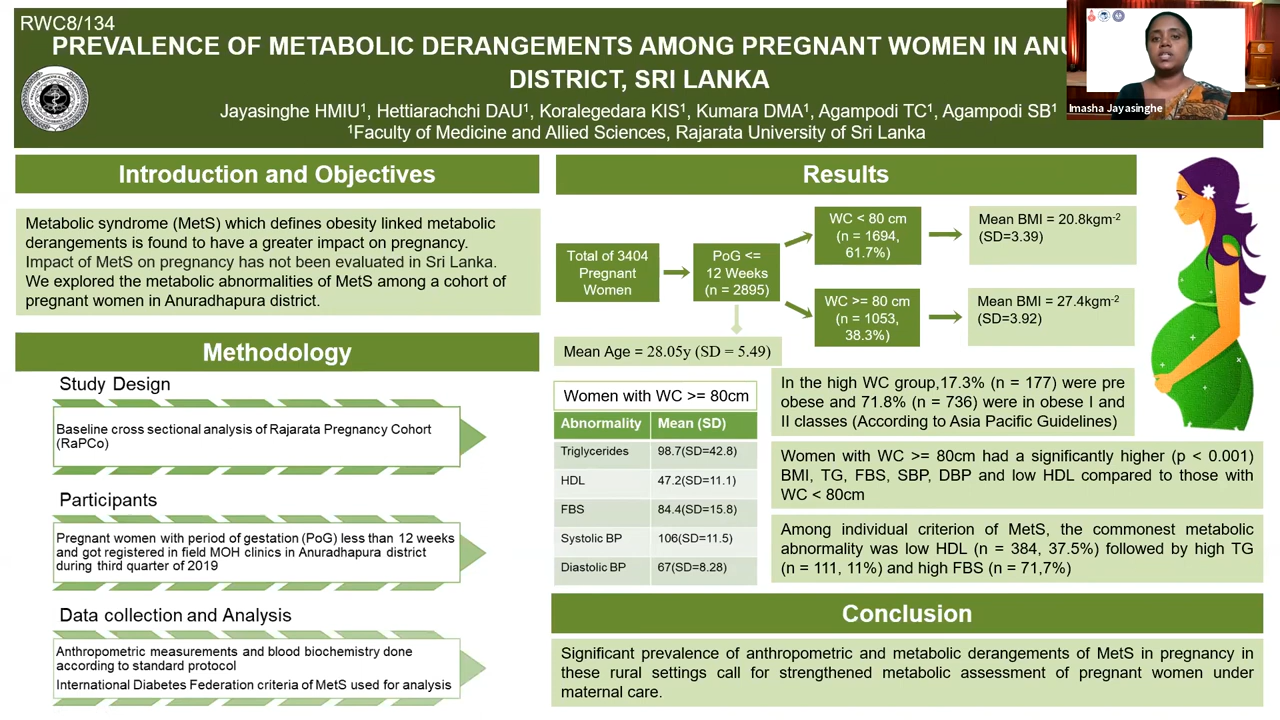 RWC8/134
PREVALENCE OF METABOLIC DERANGEMENTS AMONG PREGNANT WOMEN IN ANU
DISTRICT, SRI LANKA
Jayasinghe HMIU¹, Hettiarachchi DAU¹, Koralegedara KIS¹, Kumara DMA¹, Agampodi TC¹, Agampodi SB¹
¹Faculty of Medicine and Allied Sciences, Rajarata University of Sri Lanka
Imasha Jayasinghe
Introduction and Objectives
Metabolic syndrome (MetS) which defines obesity linked metabolic
derangements is found to have a greater impact on pregnancy.
Impact of MetS on pregnancy has not been evaluated in Sri Lanka.
We explored the metabolic abnormalities of MetS among a cohort of
pregnant women in Anuradhapura district.
Methodology
Study Design
Baseline cross sectional analysis of Rajarata Pregnancy Cohort
(RaPCo)
Participants
Pregnant women with period of gestation (PoG) less than 12 weeks
and got registered in field MOH clinics in Anuradhapura district
during third quarter of 2019
Data collection and Analysis
Anthropometric measurements and blood biochemistry done
according to standard protocol
International Diabetes Federation criteria of MetS used for analysis
Results
Total of 3404
Pregnant
Women
PoG <=
12 Weeks
(n = 2895)
WC < 80 cm
(n = 1694,
61.7%)
Mean BMI = 20.8kgm⁻²
(SD=3.39)
WC >= 80 cm
(n = 1053,
38.3%)
Mean BMI = 27.4kgm⁻²
(SD=3.92)
Mean Age = 28.05y (SD = 5.49)
Women with WC >= 80cm
Abnormality Mean (SD)
Triglycerides 98.7(SD=42.8)
HDL 47.2(SD=11.1)
FBS 84.4(SD=15.8)
Systolic BP 106(SD=11.5)
Diastolic BP 67(SD=8.28)
In the high WC group,17.3% (n = 177) were pre
obese and 71.8% (n = 736) were in obese I and
II classes (According to Asia Pacific Guidelines)
Women with WC >= 80cm had a significantly higher (p < 0.001)
BMI, TG, FBS, SBP, DBP and low HDL compared to those with
WC < 80cm
Among individual criterion of MetS, the commonest metabolic
abnormality was low HDL (n = 384, 37.5%) followed by high TG
(n = 111, 11%) and high FBS (n = 71,7%)
Conclusion
Significant prevalence of anthropometric and metabolic derangements of MetS in pregnancy in
these rural settings call for strengthened metabolic assessment of pregnant women under
maternal care.